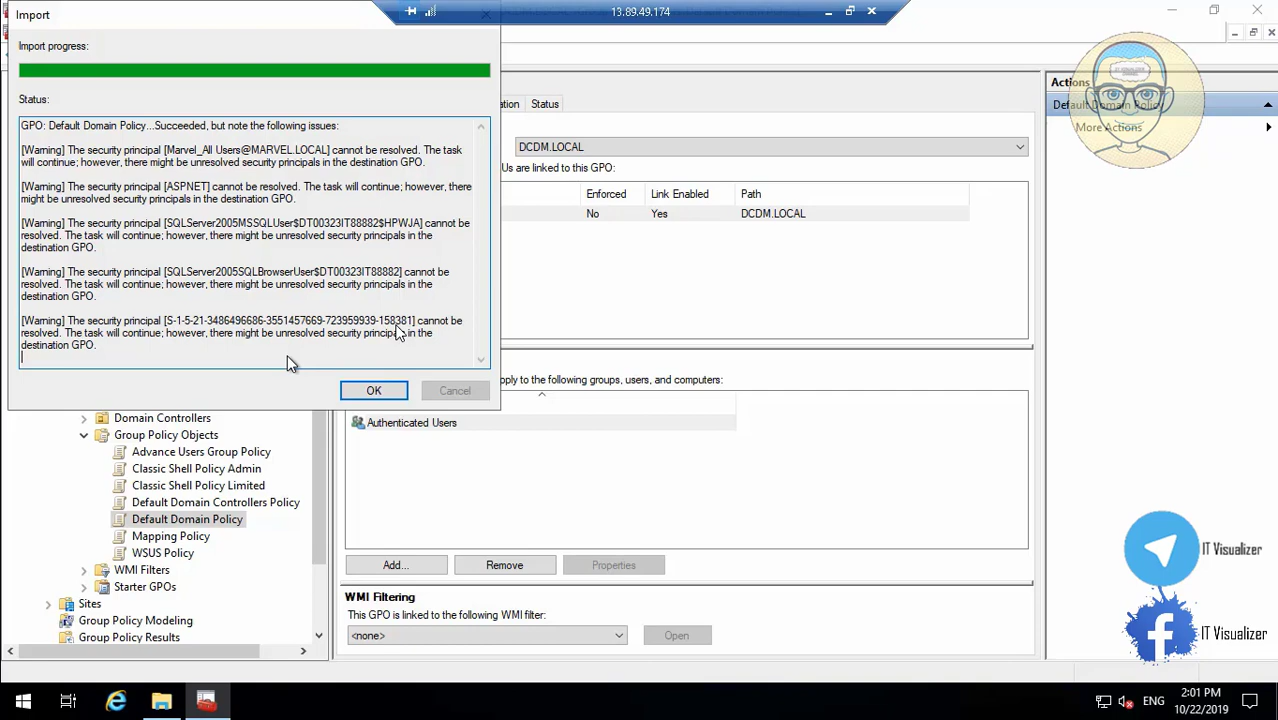 Import
13.89.49.174
Import progress:
Status:
GPO: Default Domain Policy...Succeeded, but note the following issues:
[Warning] The security principal [Marvel_All Users@MARVEL.LOCAL] cannot be resolved. The task
will continue; however, there might be unresolved security principals in the destination GPO.
[Warning] The security principal [ASPNET] cannot be resolved. The task will continue; however, there
might be unresolved security principals in the destination GPO.
[Warning] The security principal [SQLServer2005MSSQLUser$DT00323IT88882$HPWJA] cannot be
resolved. The task will continue; however, there might be unresolved security principals in the
destination GPO.
[Warning] The security principal [SQLServer2005SQLBrowserUser$DT00323IT88882] cannot be
resolved. The task will continue; however, there might be unresolved security principals in the
destination GPO.
[Warning] The security principal [S-1-5-21-3486496686-3551457669-723959939-158381] cannot be
resolved. The task will continue; however, there might be unresolved security principals in the
destination GPO.
OK
Cancel
Status
DCDM.LOCAL
Us are linked to this GPO:
Enforced
Link Enabled
Path
No
Yes
DCDM.LOCAL
pply to the following groups, users, and computers:
Authenticated Users
Add...
Remove
Properties
WMI Filtering
This GPO is linked to the following WMI filter:
<none>
Open
Domain Controllers
Group Policy Objects
Advance Users Group Policy
Classic Shell Policy Admin
Classic Shell Policy Limited
Default Domain Controllers Policy
Default Domain Policy
Mapping Policy
WSUS Policy
WMI Filters
Starter GPOs
Sites
Group Policy Modeling
Group Policy Results
Actions
Default Domain Policy
More Actions
IT VISUALIZER
IT Visualizer
IT Visualizer
ENG
2:01 PM
10/22/2019